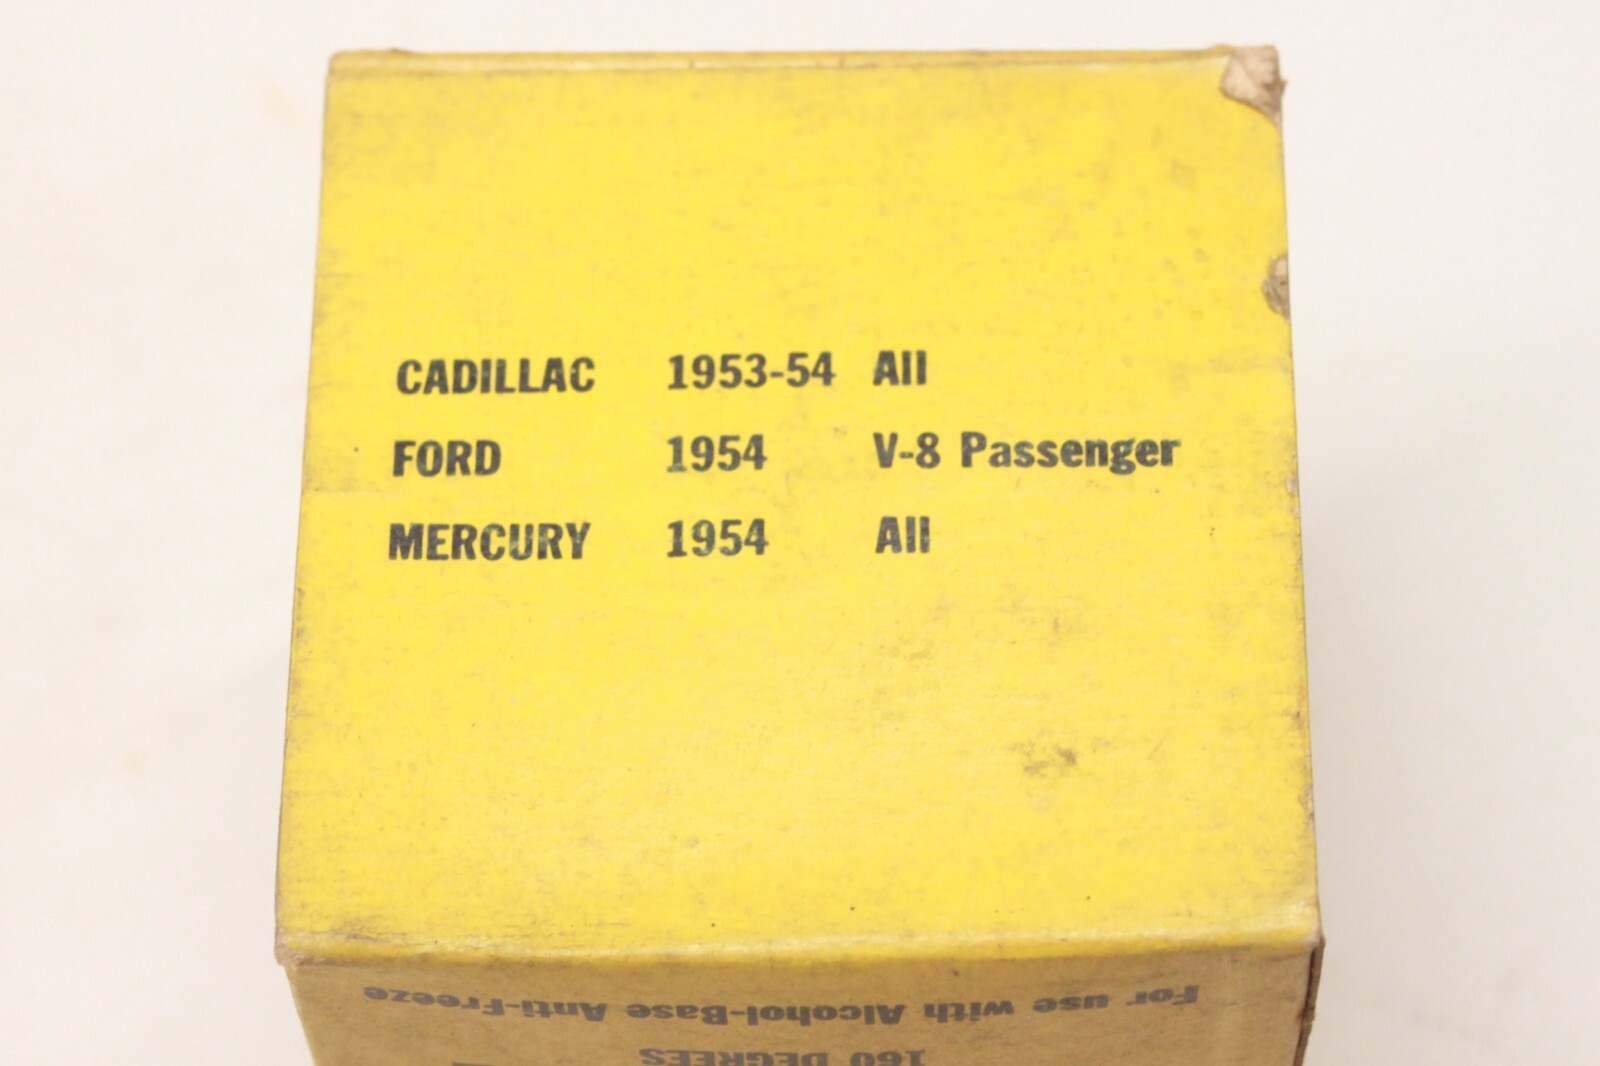 CADILLAC 1953-54 All
FORD 1954 V-8 Passenger
MERCURY 1954 All
For use with Alcohol-Base Anti-Freeze
160 DEGREES